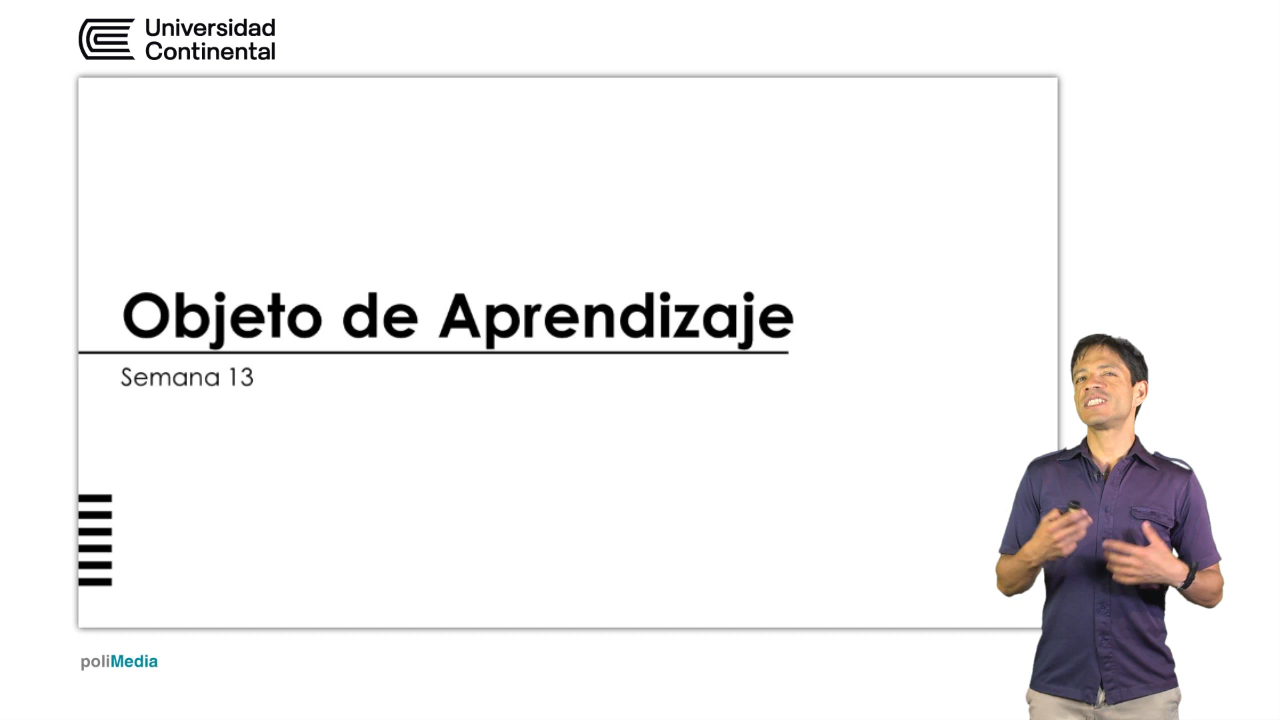 Universidad
Continental
Objeto de Aprendizaje
Semana 13
poliMedia